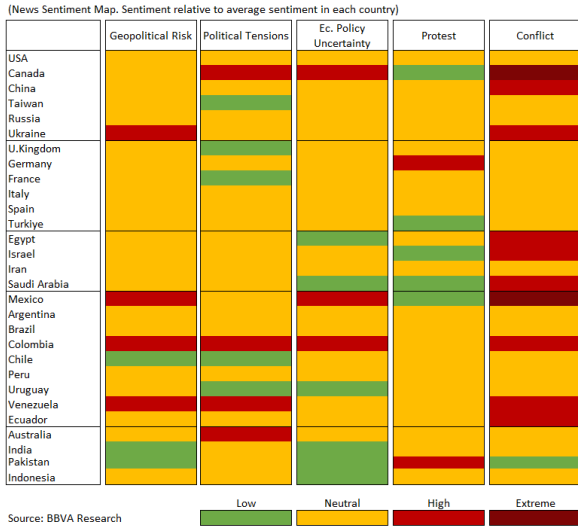 (News Sentiment Map. Sentiment relative to average sentiment in each country)
Geopolitical Risk Political Tensions Ec. Policy Uncertainty Protest Conflict
USA
Canada
China
Taiwan
Russia
Ukraine
U.Kingdom
Germany
France
Italy
Spain
Turkiye
Egypt
Israel
Iran
Saudi Arabia
Mexico
Argentina
Brazil
Colombia
Chile
Peru
Uruguay
Venezuela
Ecuador
Australia
India
Pakistan
Indonesia
Low Neutral High Extreme
Source: BBVA Research